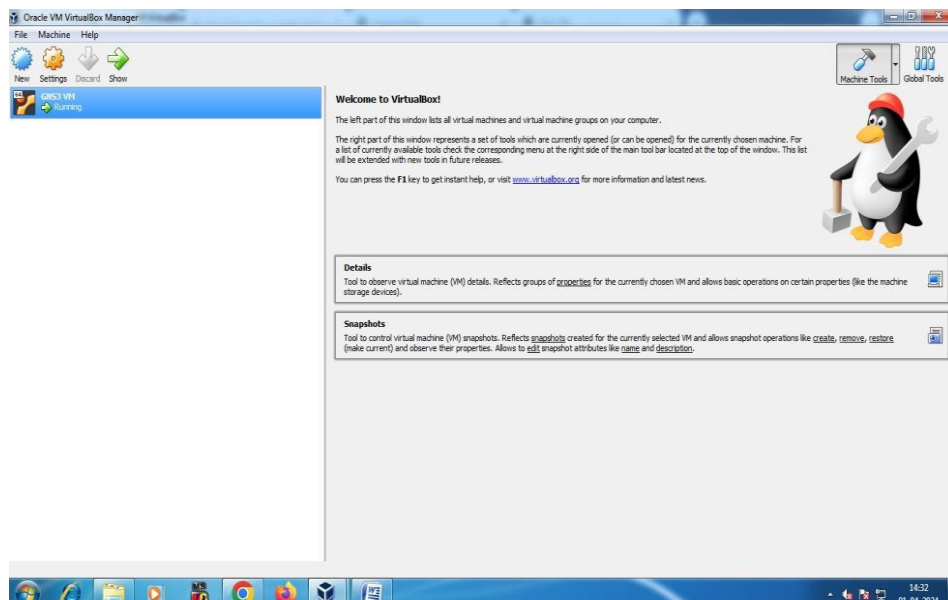 Oracle VM VirtualBox Manager
File Machine Help
New Settings Discard Show
Machine Tools Global Tools
GNS3 VM
Running
Welcome to VirtualBox!
The left part of this window lists all virtual machines and virtual machine groups on your computer.
The right part of this window represents a set of tools which are currently opened (or can be opened) for the currently chosen machine. For
a list of currently available tools check the corresponding menu at the right side of the main tool bar located at the top of the window. This list
will be extended with new tools in future releases.
You can press the F1 key to get instant help, or visit www.virtualbox.org for more information and latest news.
Details
Tool to observe virtual machine (VM) details. Reflects groups of properties for the currently chosen VM and allows basic operations on certain properties (like the machine
storage devices).
Snapshots
Tool to control virtual machine (VM) snapshots. Reflects snapshots created for the currently selected VM and allows snapshot operations like create, remove, restore
(make current) and observe their properties. Allows to edit snapshot attributes like name and description.
14:32
01-04-2024